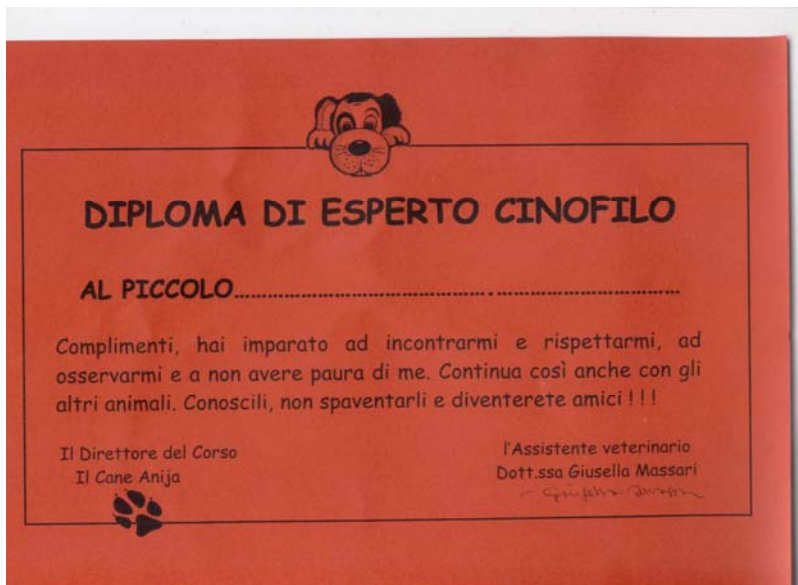 DIPLOMA DI ESPERTO CINOFILO
AL PICCOLO...............................................................................
Complimenti, hai imparato ad incontrarmi e rispettarmi, ad
osservarmi e a non avere paura di me. Continua così anche con gli
altri animali. Conoscili, non spaventarli e diventerete amici ! ! !
Il Direttore del Corso
Il Cane Anija
l'Assistente veterinario
Dott.ssa Giusella Massari